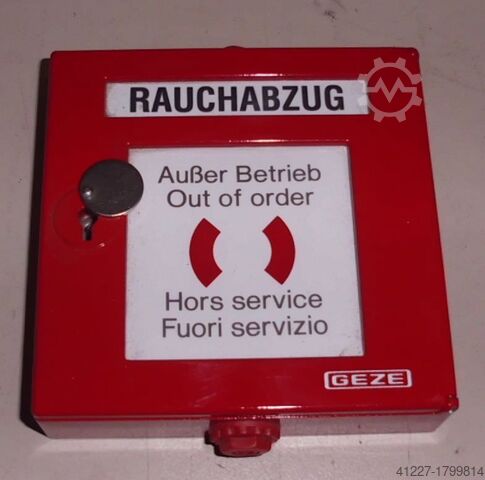 RAUCHABZUG
Außer Betrieb
Out of order
Hors service
Fuori servizio
GEZE
41227-1799814